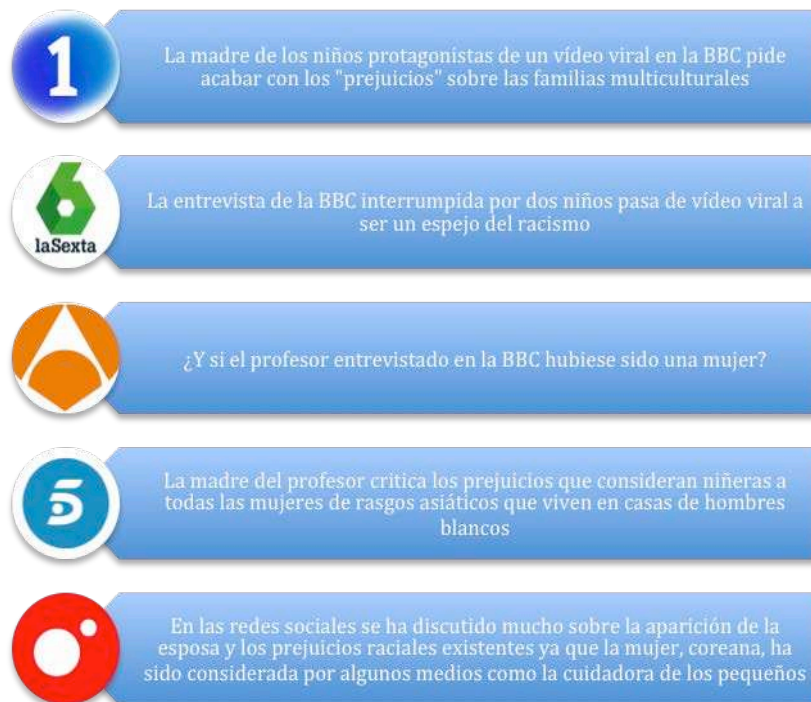 1
La madre de los niños protagonistas de un vídeo viral en la BBC pide
acabar con los "prejuicios" sobre las familias multiculturales
6
laSexta
La entrevista de la BBC interrumpida por dos niños pasa de vídeo viral a
ser un espejo del racismo
¿Y si el profesor entrevistado en la BBC hubiese sido una mujer?
5
La madre del profesor critica los prejuicios que consideran niñeras a
todas las mujeres de rasgos asiáticos que viven en casas de hombres
blancos
En las redes sociales se ha discutido mucho sobre la aparición de la
esposa y los prejuicios raciales existentes ya que la mujer, coreana, ha
sido considerada por algunos medios como la cuidadora de los pequeños